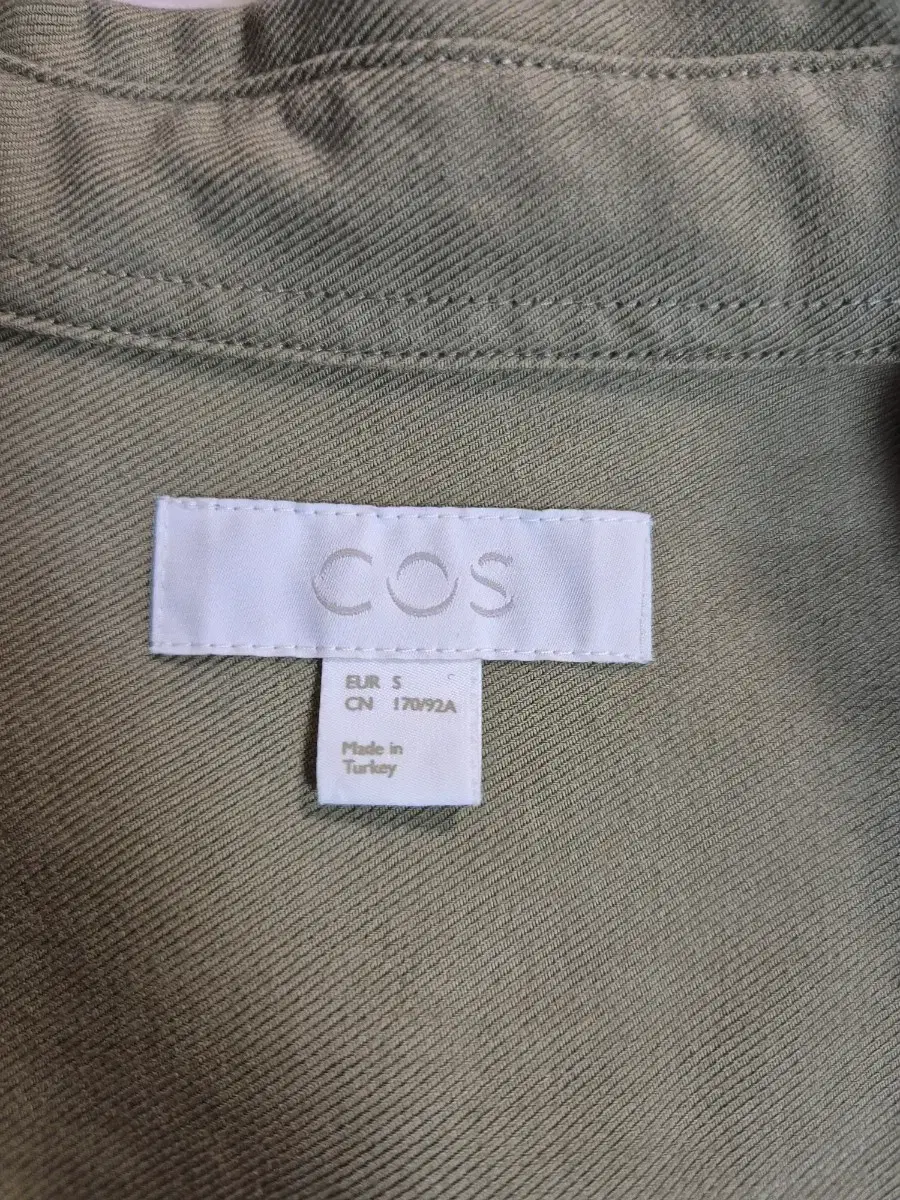 COS
EUR S
CN 170/92A
Made in
Turkey